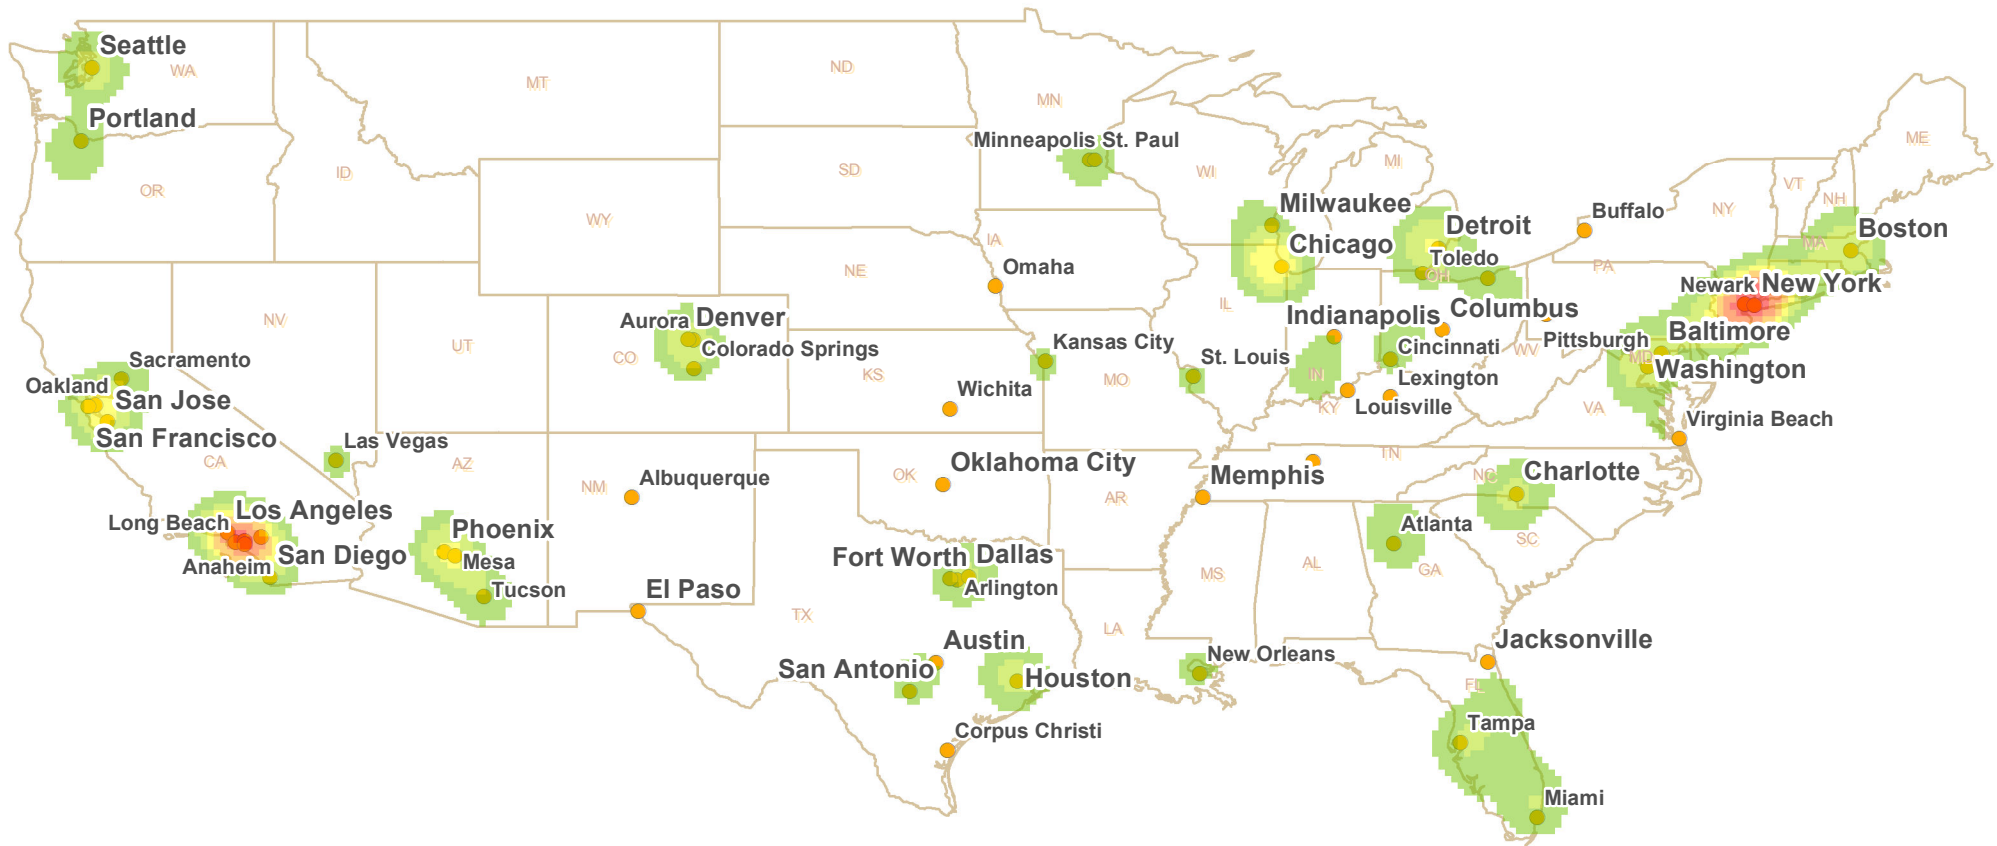 Seattle
WA
MT
ND
MN
Portland
Minneapolis St. Paul
ME
MI
SD
WI
ID
OR
VT
NH
WY
Milwaukee
Buffalo
NY
Detroit
Boston
IA
Chicago
MA
Toledo
Omaha
NE
PA
OH
Newark
New York
IL
Indianapolis
Columbus
NV
Aurora
Denver
Baltimore
UT
Kansas City
Pittsburgh
Colorado Springs
Cincinnati
WV
CO
St. Louis
MD
Sacramento
Washington
KS
IN
MO
Lexington
Oakland
Wichita
San Jose
KY
Louisville
VA
Virginia Beach
San Francisco
Las Vegas
TN
CA
AZ
Oklahoma City
Charlotte
Albuquerque
OK
Memphis
NC
NM
AR
Los Angeles
Long Beach
Phoenix
Atlanta
SC
San Diego
Fort Worth
Dallas
Anaheim
Mesa
AL
GA
MS
Tucson
El Paso
Arlington
TX
LA
Austin
Jacksonville
New Orleans
San Antonio
Houston
FL
Tampa
Corpus Christi
Miami